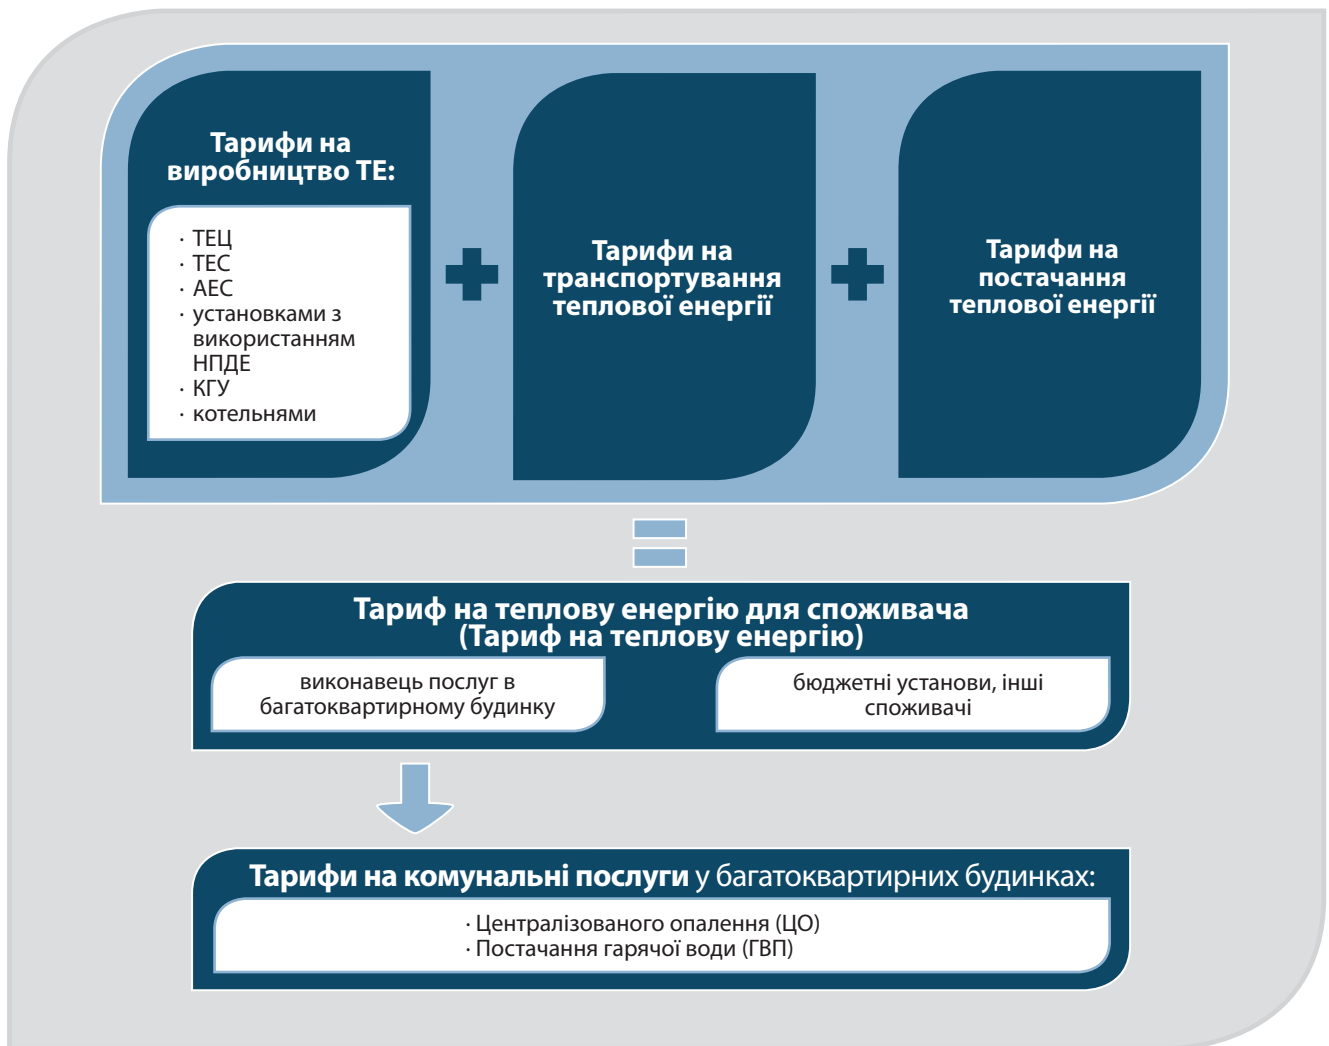 Тарифи на
виробництво ТЕ:
· ТЕЦ
· ТЕС
· АЕС
· установками з
використанням
НПДЕ
· КГУ
· котельнями
Тарифи на
транспортування
теплової енергії
Тарифи на
постачання
теплової енергії
Тариф на теплову енергію для споживача
(Тариф на теплову енергію)
виконавець послуг в
багатоквартирному будинку
бюджетні установи, інші
споживачі
Тарифи на комунальні послуги у багатоквартирних будинках:
· Централізованого опалення (ЦО)
· Постачання гарячої води (ГВП)